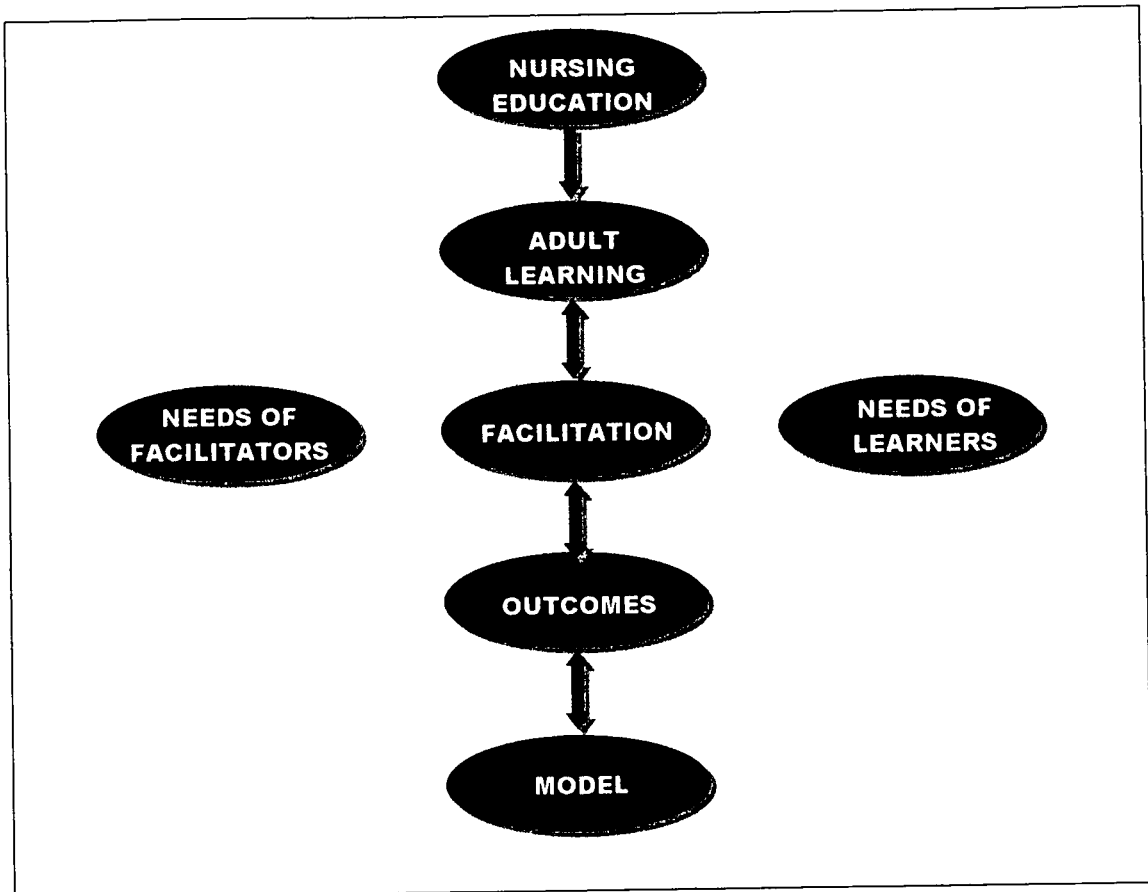 NURSING
EDUCATION
ADULT
LEARNING
NEEDS OF
FACILITATORS
FACILITATION
NEEDS OF
LEARNERS
OUTCOMES
MODEL